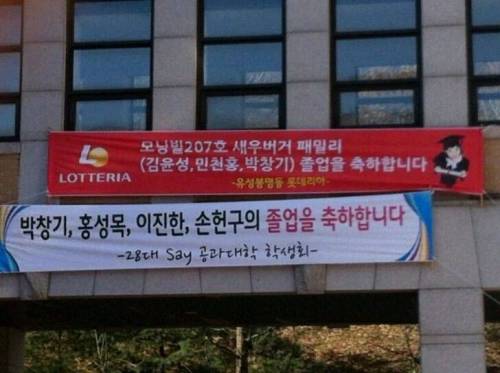 LOTTERIA
모닝빌207호 새우버거 패밀리
(김윤성,민천홍,박창기) 졸업을 축하합니다
-유성봉명동 롯데리아-
박창기, 홍성목, 이진한, 손헌구의 졸업을 축하합니다
-28대 Say 공과대학 학생회-